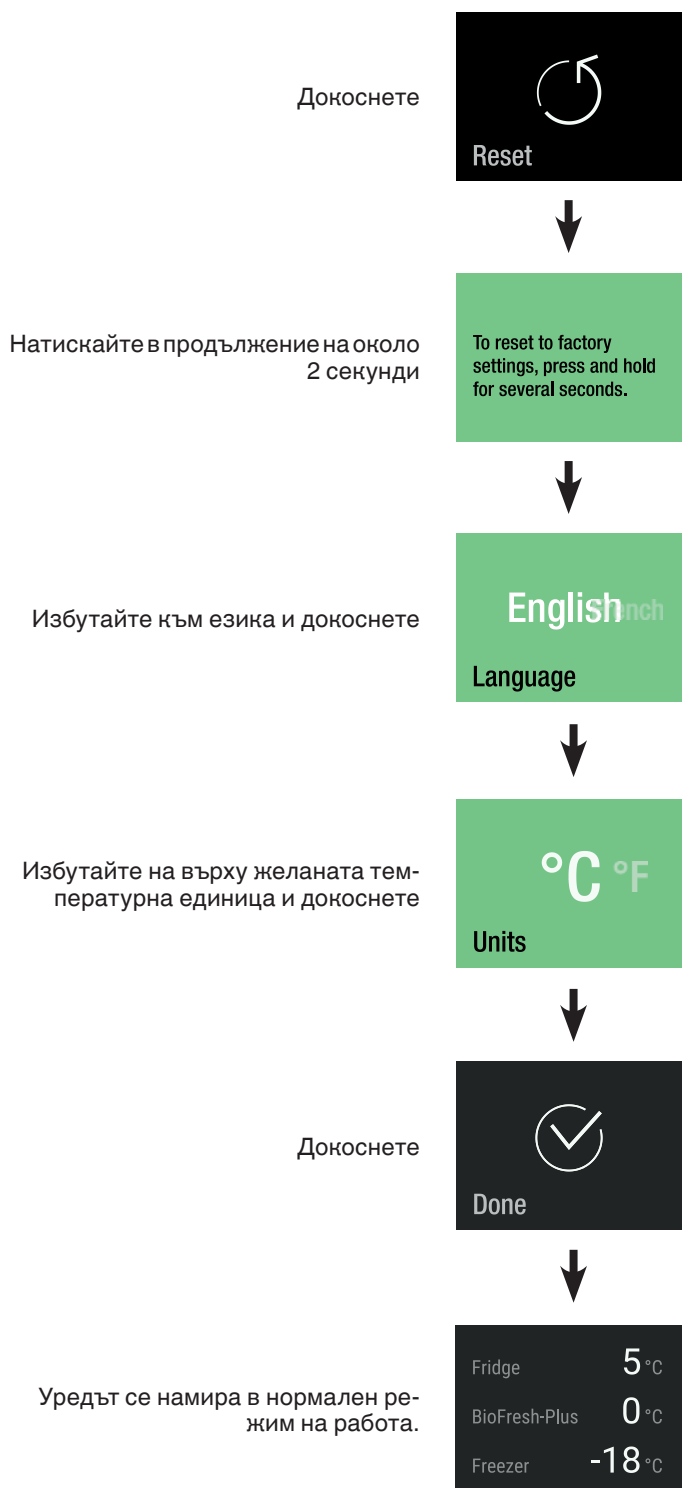 Докоснете
Reset
Натискайте в продължение на около
2 секунди
To reset to factory
settings, press and hold
for several seconds.
Избутайте към езика и докоснете
English French
Language
Избутайте на върху желаната тем-
пературна единица и докоснете
°C °F
Units
Докоснете
Done
Уредът се намира в нормален ре-
жим на работа.
Fridge 5 °C
BioFresh-Plus 0 °C
Freezer -18 °C